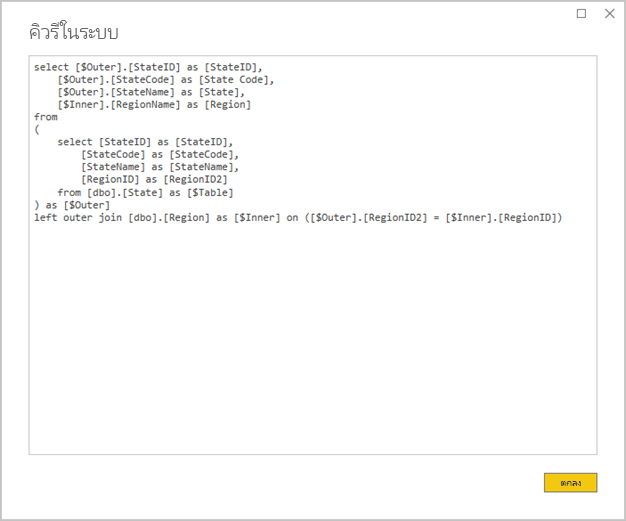 คิวรีในระบบ
select [$Outer].[StateID] as [StateID],
    [$Outer].[StateCode] as [State Code],
    [$Outer].[StateName] as [State],
    [$Inner].[RegionName] as [Region]
from
(
    select [StateID] as [StateID],
        [StateCode] as [StateCode],
        [StateName] as [StateName],
        [RegionID] as [RegionID2]
    from [dbo].[State] as [$Table]
) as [$Outer]
left outer join [dbo].[Region] as [$Inner] on ([$Outer].[RegionID2] = [$Inner].[RegionID])
ตกลง